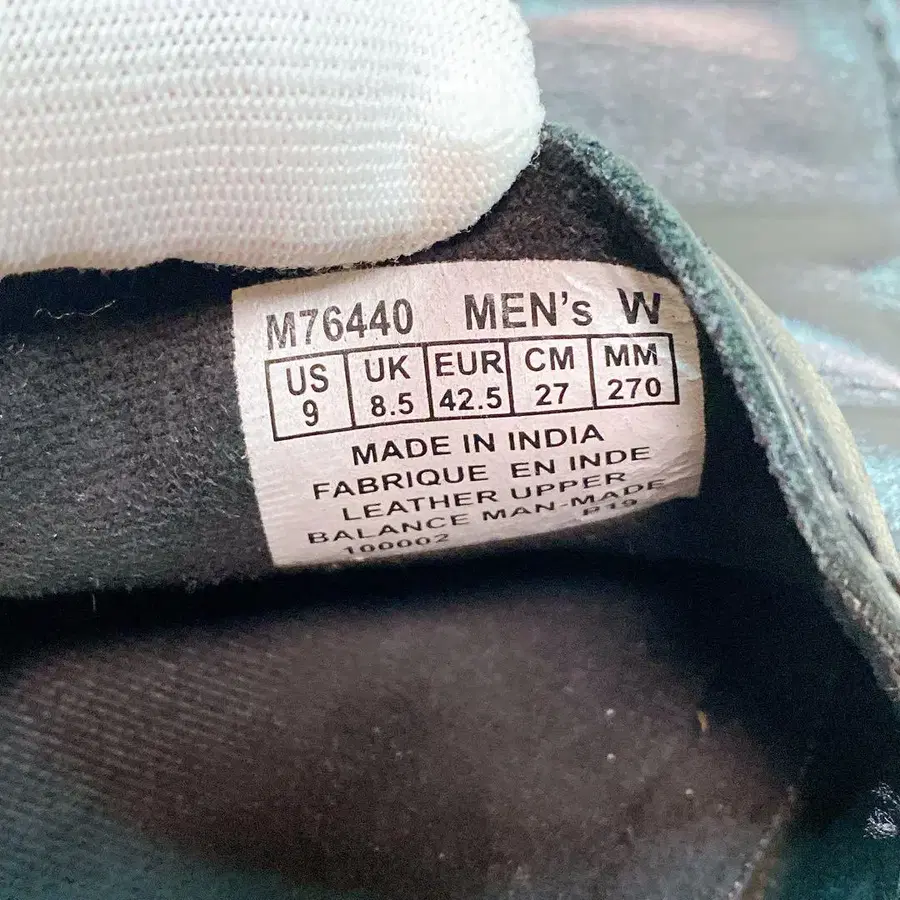 M76440 MEN's W
US UK EUR CM MM
9 8.5 42.5 27 270
MADE IN INDIA
FABRIQUE EN INDE
LEATHER UPPER
BALANCE MAN-MADE
100002 P19